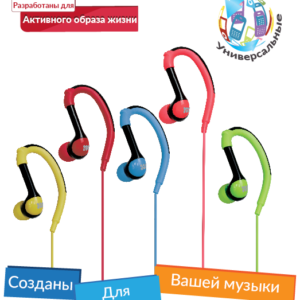 Разработаны для
Активного образа жизни
Универсальные
Созданы
Для
Вашей музыки